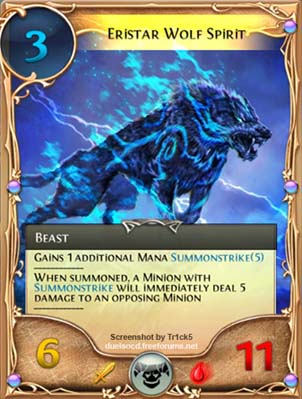 3
Eristar Wolf Spirit
Beast
Gains 1 additional Mana Summonstrike(5)
When summoned, a Minion with
Summonstrike will immediately deal 5
damage to an opposing Minion
Screenshot by Tr1ck5
duelsocd.freeforums.net
6
11